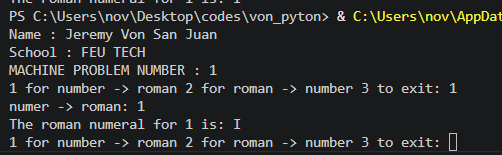 The roman numeral for 1 is: 1
PS C:\Users\nov\Desktop\codes\von_pyton> & C:\Users\nov\AppDat
Name : Jeremy Von San Juan
School : FEU TECH
MACHINE PROBLEM NUMBER : 1
1 for number -> roman 2 for roman -> number 3 to exit: 1
numer -> roman: 1
The roman numeral for 1 is: I
1 for number -> roman 2 for roman -> number 3 to exit: